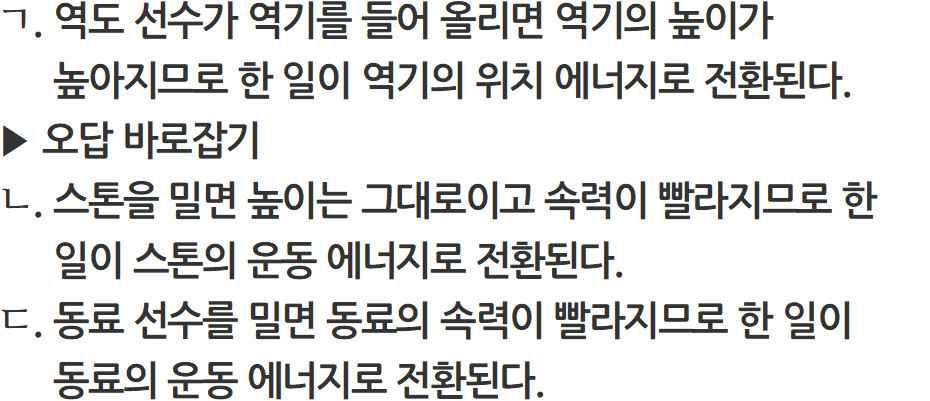 ㄱ. 역도 선수가 역기를 들어 올리면 역기의 높이가
높아지므로 한 일이 역기의 위치 에너지로 전환된다.
▶ 오답 바로잡기
ㄴ. 스톤을 밀면 높이는 그대로이고 속력이 빨라지므로 한
일이 스톤의 운동 에너지로 전환된다.
ㄷ. 동료 선수를 밀면 동료의 속력이 빨라지므로 한 일이
동료의 운동 에너지로 전환된다.